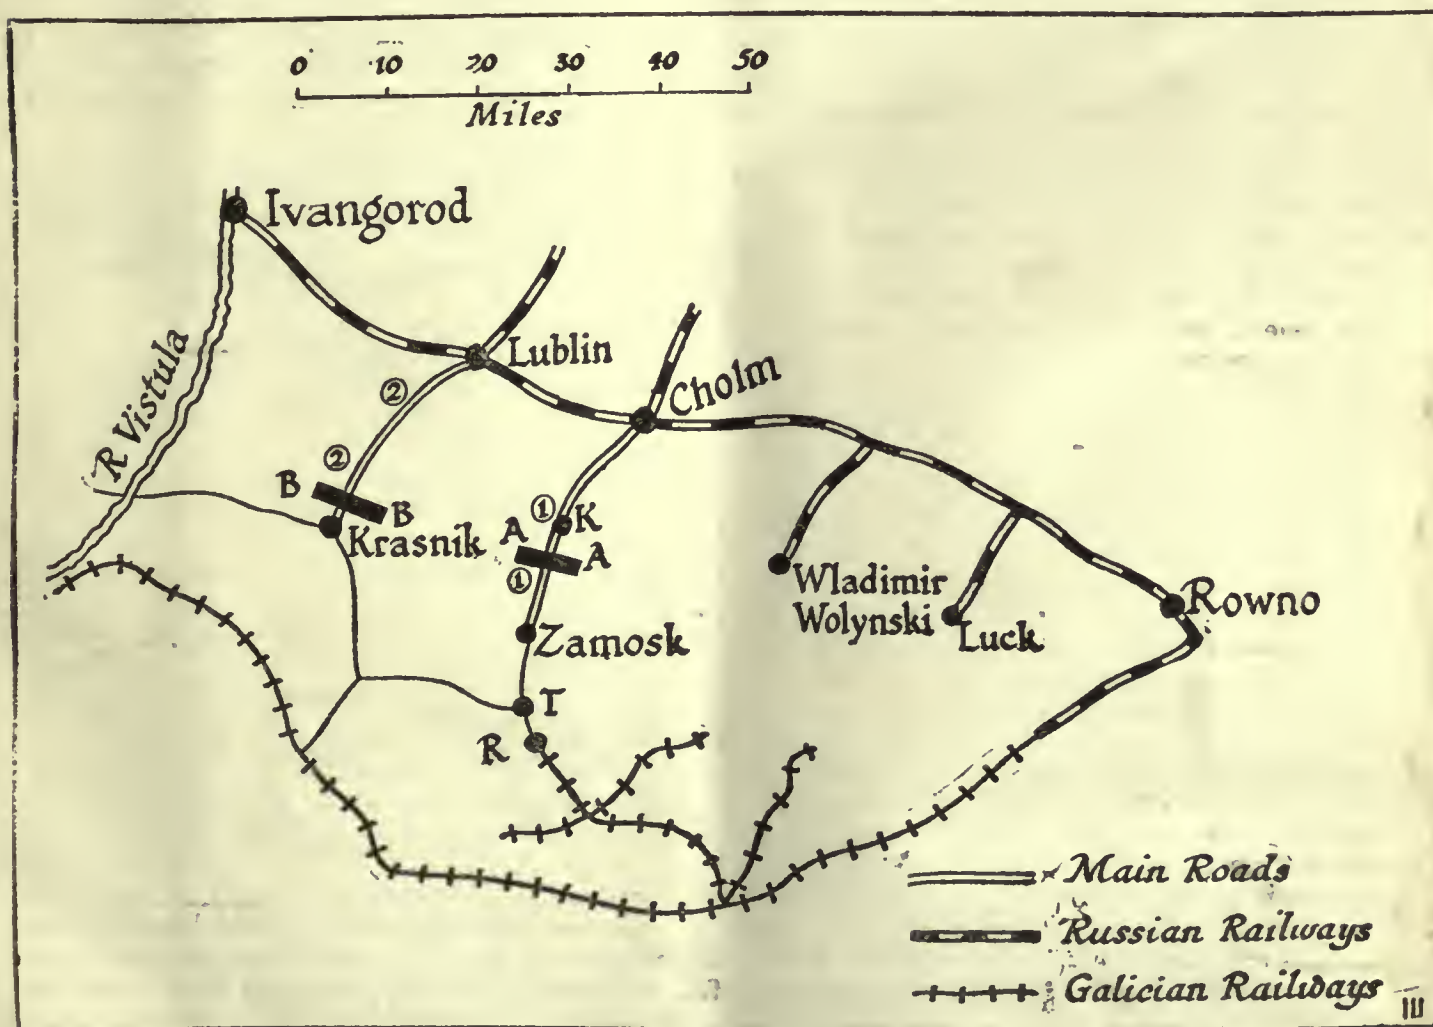 0 10 20 30 40 50
Miles
Ivangorod
R Vistula
Lublin
Cholm
②
②
B
B
Krasnik
①
K
A
A
①
Wladimir
Wolynski
Luck
Rowno
Zamosk
T
R
Main Roads
Russian Railways
Galician Railways
III